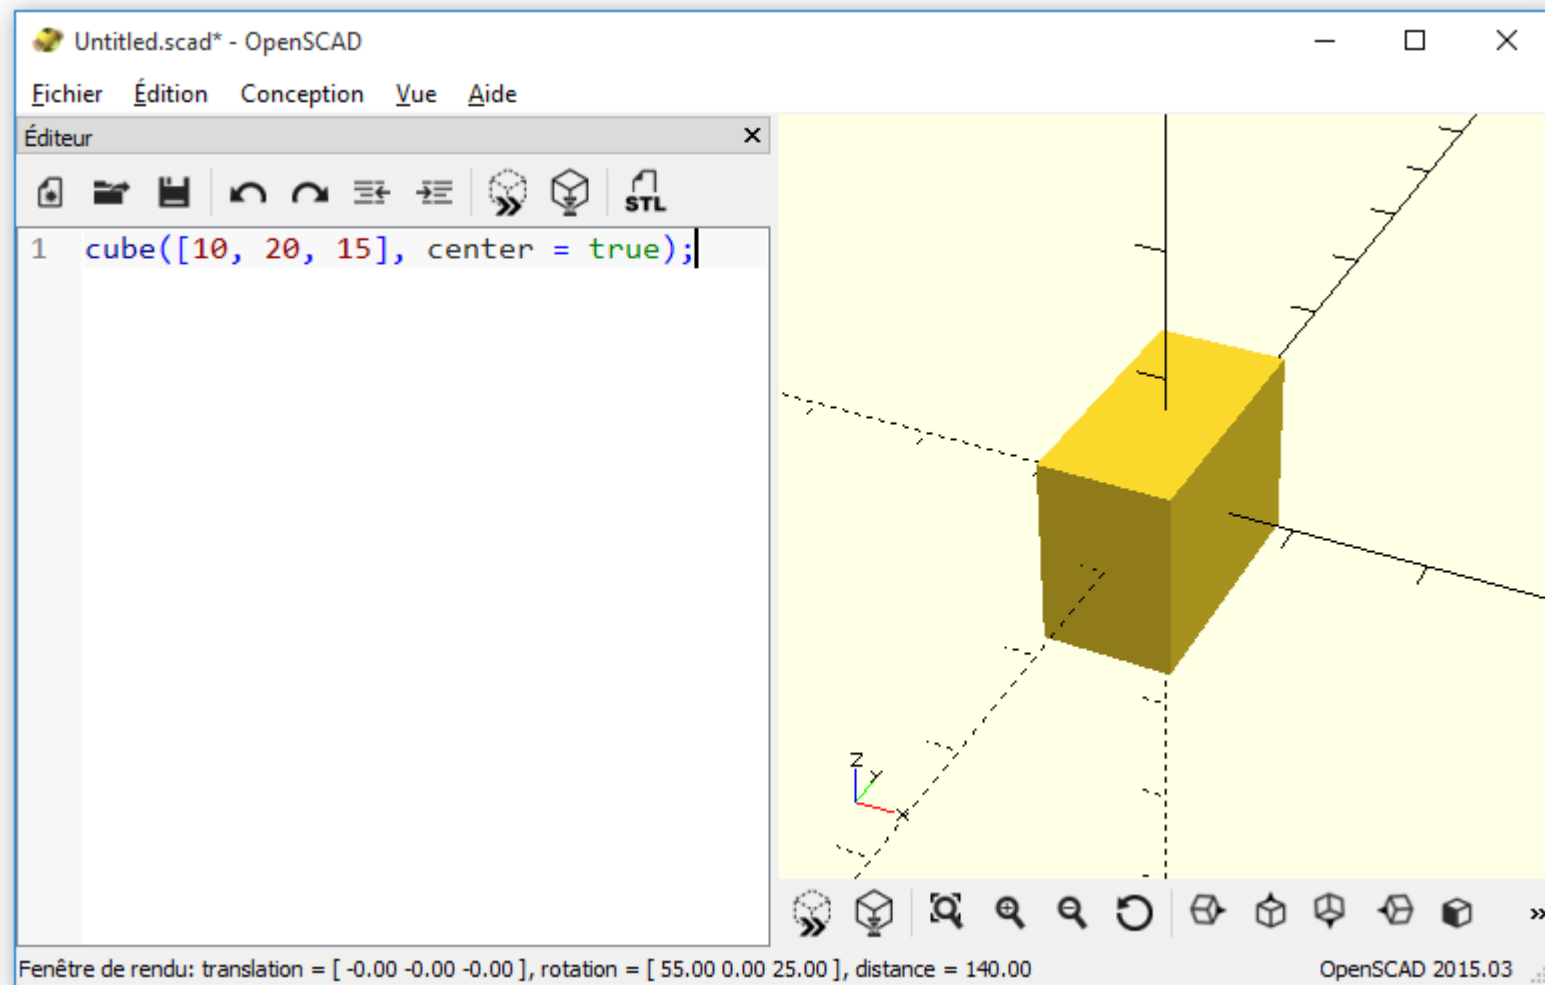 Untitled.scad* - OpenSCAD
Fichier Édition Conception Vue Aide
Éditeur
STL
1 cube([10, 20, 15], center = true);
Z
y
x
Fenêtre de rendu: translation = [ -0.00 -0.00 -0.00 ], rotation = [ 55.00 0.00 25.00 ], distance = 140.00
OpenSCAD 2015.03